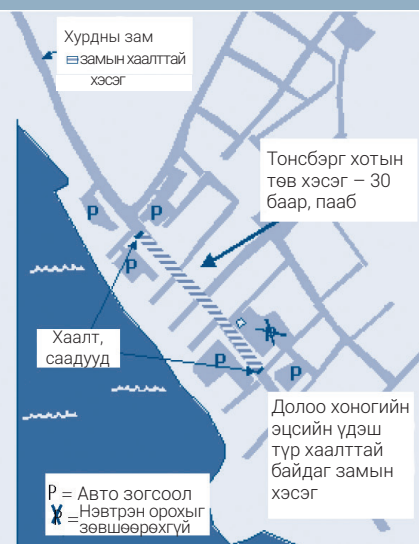 Хурдны зам
замын хаалттай
хэсэг
Тонсбэрг хотын
төв хэсэг – 30
баар, пааб
P
P
P
P
P
P
Хаалт,
саадууд
Долоо хоногийн
эцсийн үдэш
түр хаалттай
байдаг замын
хэсэг
P = Авто зогсоол
= Нэвтрэн орохыг
зөвшөөрөхгүй